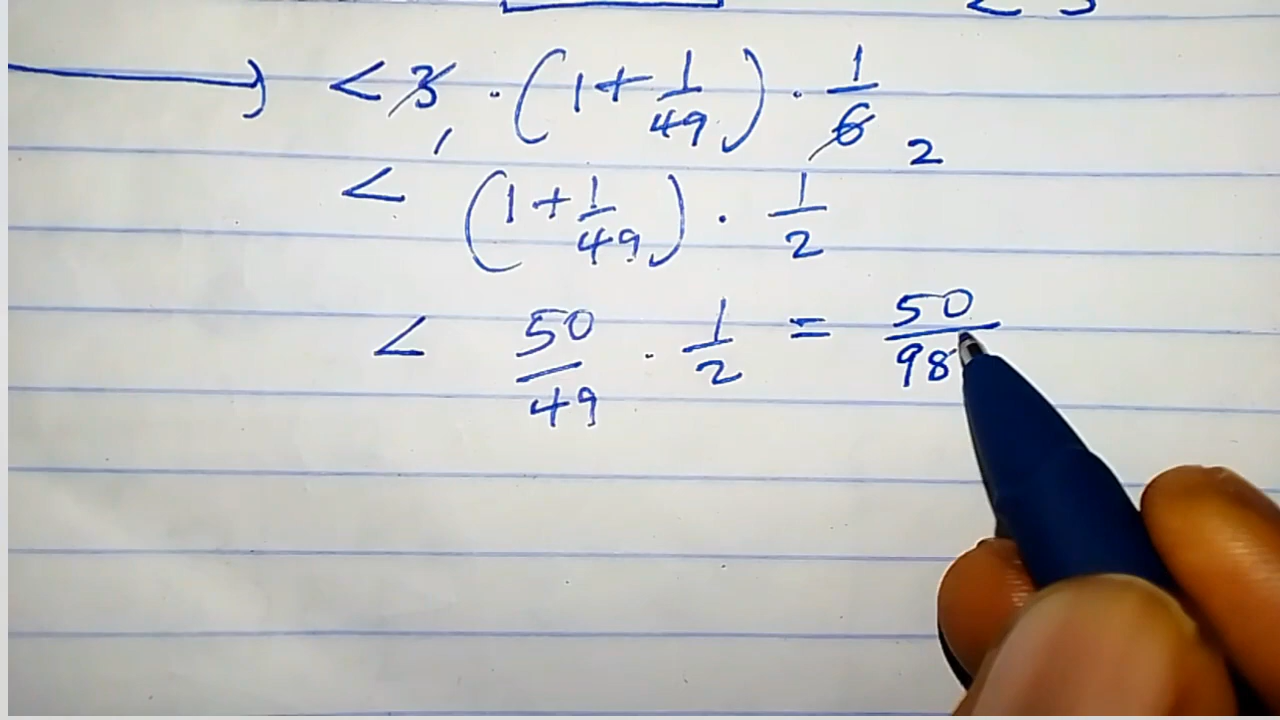 < 3 · (1 + 1/49) · 1/6
1 2
< (1 + 1/49) · 1/2
< 50/49 · 1/2 = 50/98